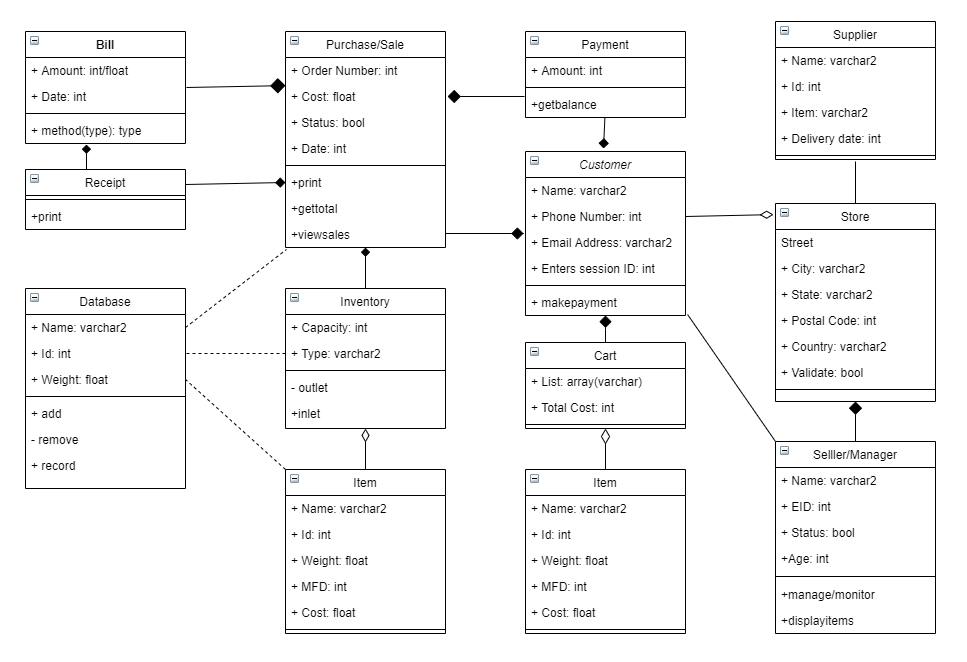 Bill
+ Amount: int/float
+ Date: int
+ method(type): type
Receipt
+print
Purchase/Sale
+ Order Number: int
+ Cost: float
+ Status: bool
+ Date: int
+print
+gettotal
+viewsales
Payment
+ Amount: int
+getbalance
Supplier
+ Name: varchar2
+ Id: int
+ Item: varchar2
+ Delivery date: int
Customer
+ Name: varchar2
+ Phone Number: int
+ Email Address: varchar2
+ Enters session ID: int
+ makepayment
Store
Street
+ City: varchar2
+ State: varchar2
+ Postal Code: int
+ Country: varchar2
+ Validate: bool
Database
+ Name: varchar2
+ Id: int
+ Weight: float
+ add
- remove
+ record
Inventory
+ Capacity: int
+ Type: varchar2
- outlet
+inlet
Cart
+ List: array(varchar)
+ Total Cost: int
Item
+ Name: varchar2
+ Id: int
+ Weight: float
+ MFD: int
+ Cost: float
Item
+ Name: varchar2
+ Id: int
+ Weight: float
+ MFD: int
+ Cost: float
Selller/Manager
+ Name: varchar2
+ EID: int
+ Status: bool
+Age: int
+manage/monitor
+displayitems